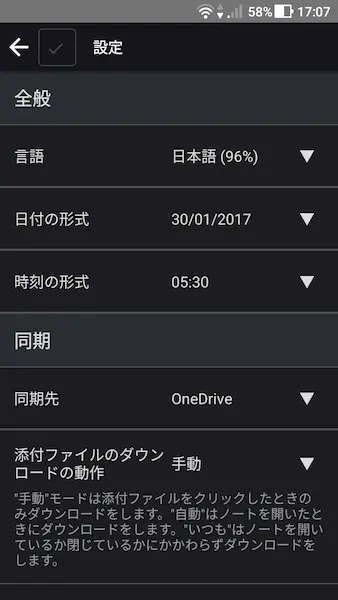 58% 17:07
設定
全般
言語 日本語 (96%)
日付の形式 30/01/2017
時刻の形式 05:30
同期
同期先 OneDrive
添付ファイルのダウン
ロードの動作 手動
"手動"モードは添付ファイルをクリックしたときの
みダウンロードをします。"自動"はノートを開いたと
きにダウンロードをします。"いつも"はノートを開い
ているか閉じているかにかかわらずダウンロードを
します。